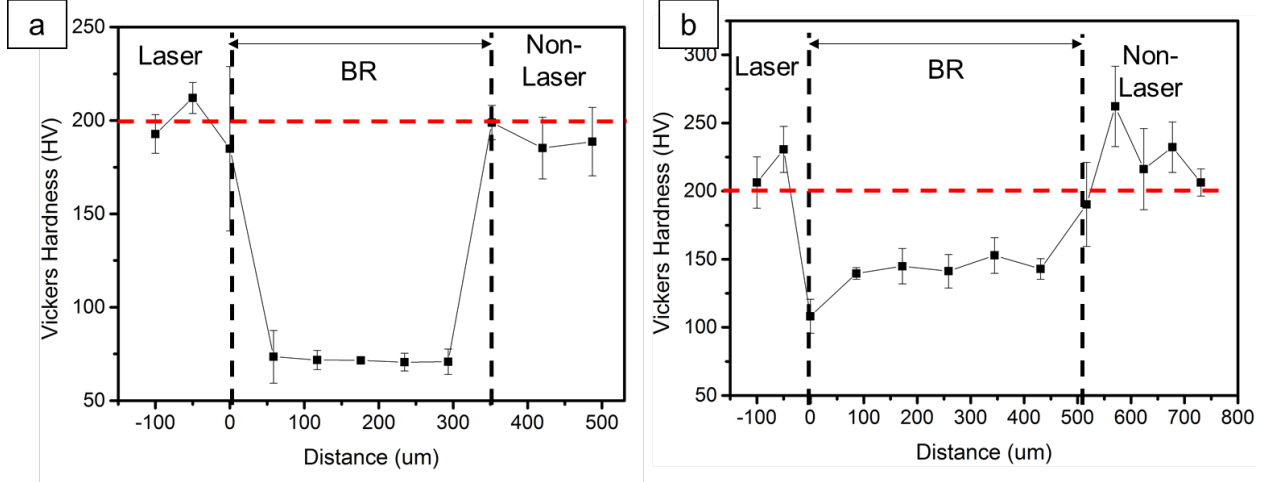 a
250
200
150
100
50
Vickers Hardness (HV)
Laser
BR
Non-
Laser
-100 0 100 200 300 400 500
Distance (um)
b
300
250
200
150
100
50
Vickers Hardness (HV)
Laser
BR
Non-
Laser
-100 0 100 200 300 400 500 600 700 800
Distance (um)